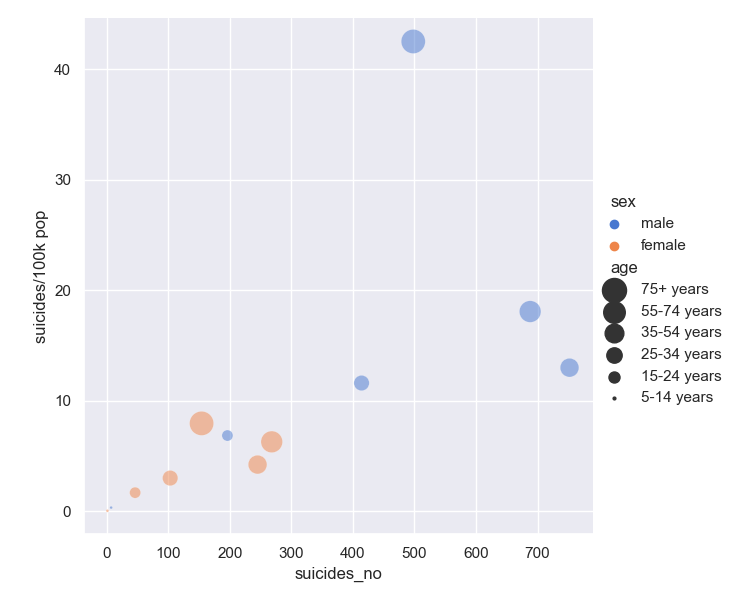 40
30
20
10
0
suicides/100k pop
0 100 200 300 400 500 600 700
suicides_no
sex
male
female
age
75+ years
55-74 years
35-54 years
25-34 years
15-24 years
5-14 years